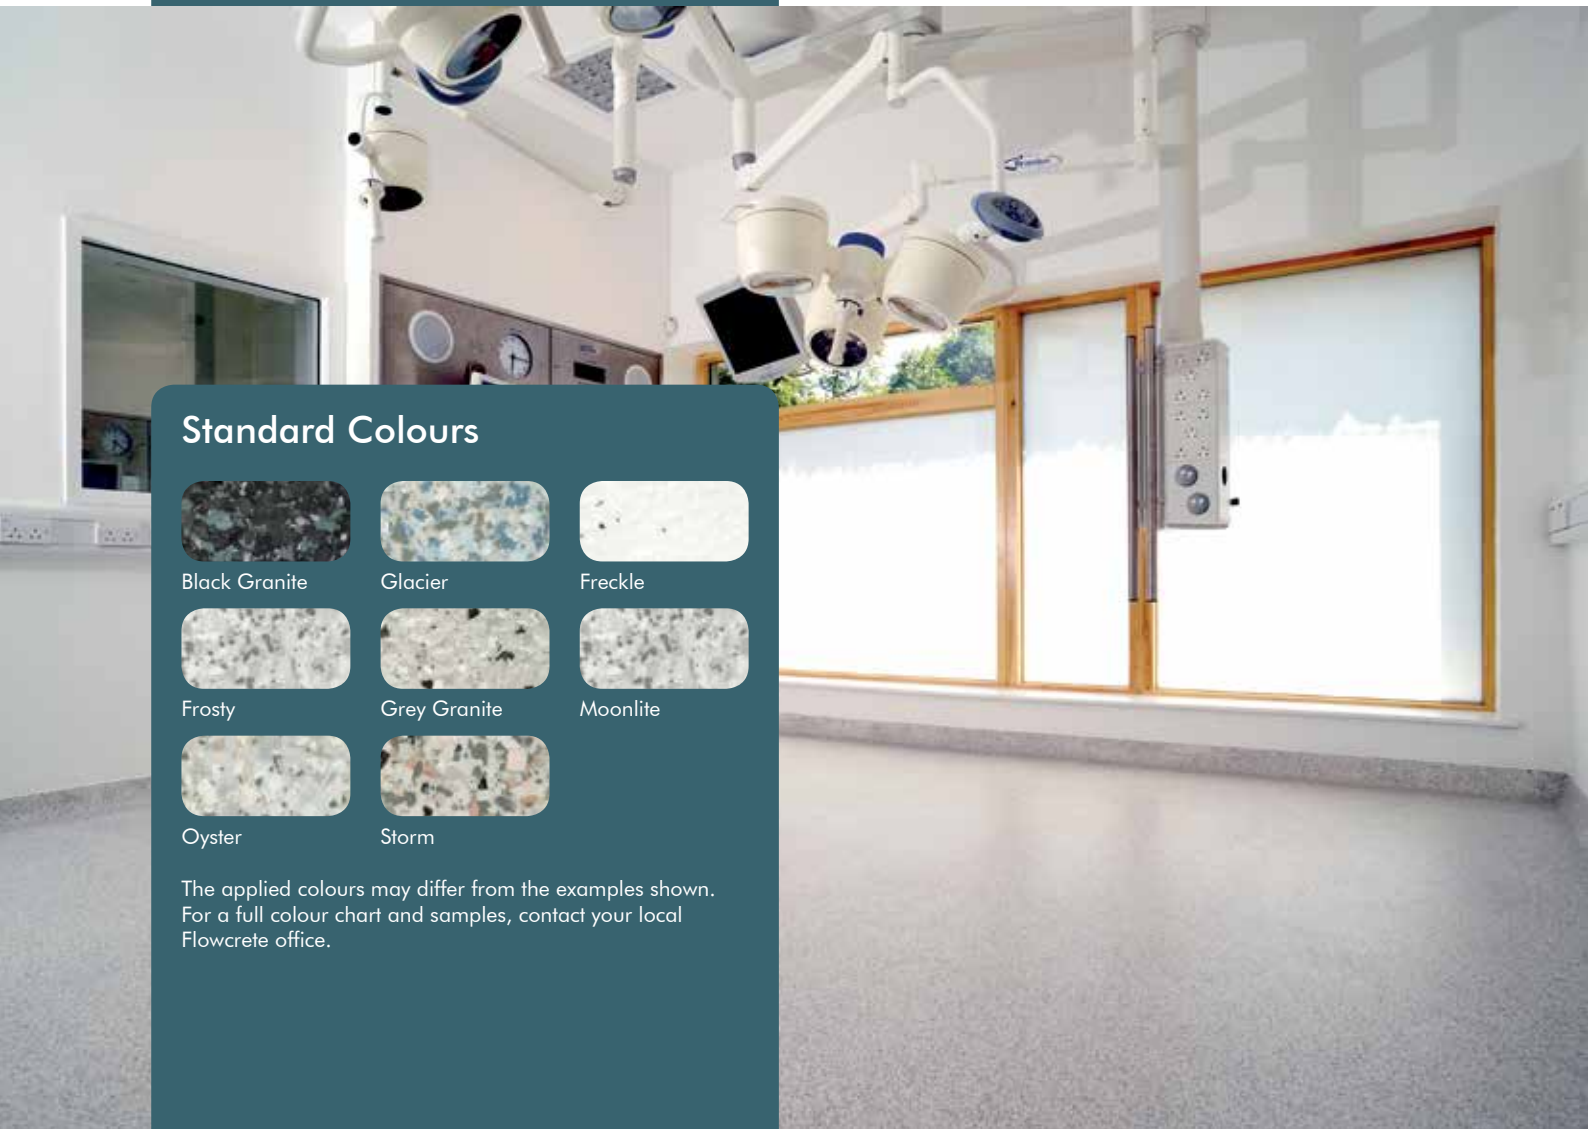 Standard Colours
Black Granite
Glacier
Freckle
Frosty
Grey Granite
Moonlite
Oyster
Storm
The applied colours may differ from the examples shown.
For a full colour chart and samples, contact your local
Flowcrete office.